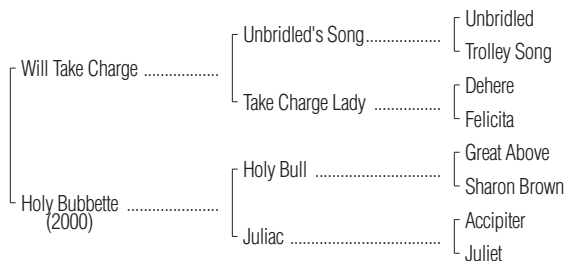 Unbridled
Unbridled's Song..................
Trolley Song
Will Take Charge ..................
Dehere
Take Charge Lady ................
Felicita
Great Above
Holy Bull ..............................
Sharon Brown
Holy Bubbette ......................
(2000)
Accipiter
Juliac ....................................
Juliet